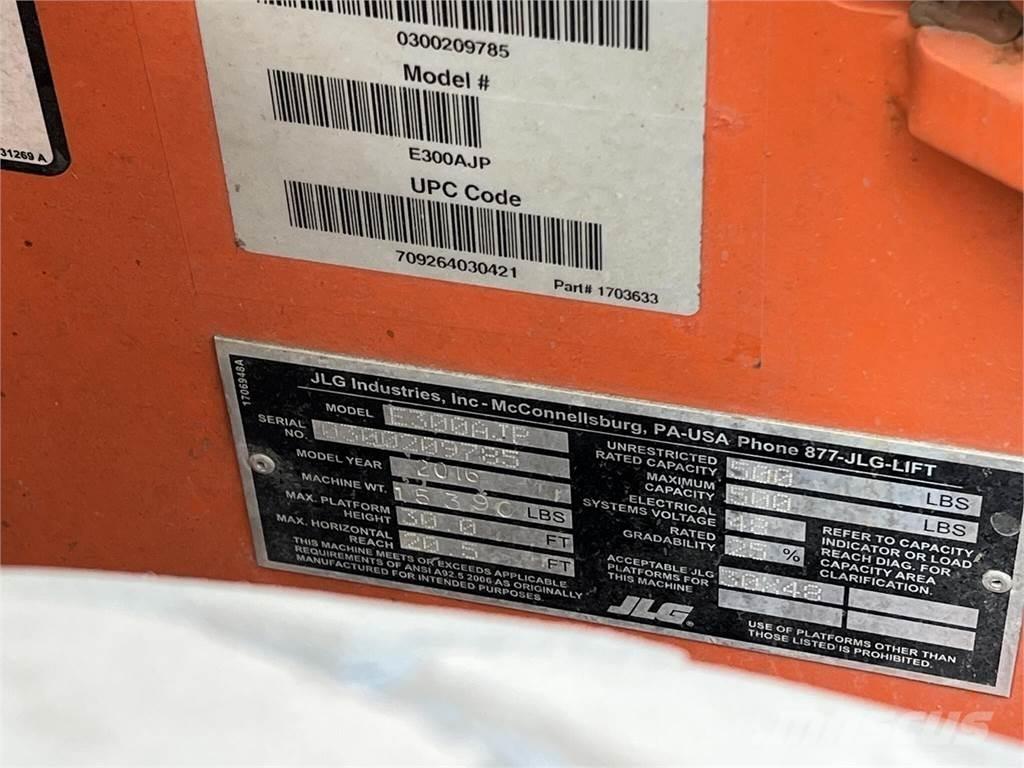 31269 A
0300209785
Model #
E300AJP
UPC Code
709264030421
Part# 1703633
1706948A
JLG Industries, Inc - McConnellsburg, PA-USA Phone 877-JLG-LIFT
MODEL E300AJP
SERIAL NO. 0300209785
MODEL YEAR 2016
MACHINE WT. 15390 LBS
MAX. PLATFORM HEIGHT 30.0 FT
MAX. HORIZONTAL REACH 20.5 FT
THIS MACHINE MEETS OR EXCEEDS APPLICABLE
REQUIREMENTS OF ANSI A92.5 2006 AS ORIGINALLY
MANUFACTURED FOR INTENDED PURPOSES.
UNRESTRICTED RATED CAPACITY 500 LBS
MAXIMUM CAPACITY 500 LBS
ELECTRICAL SYSTEMS VOLTAGE 48
RATED GRADABILITY 25 %
ACCEPTABLE JLG PLATFORMS FOR THIS MACHINE 30X48
REFER TO CAPACITY
INDICATOR OR LOAD
REACH DIAG. FOR
CAPACITY AREA
CLARIFICATION.
JLG®
USE OF PLATFORMS OTHER THAN
THOSE LISTED IS PROHIBITED.
Mascus